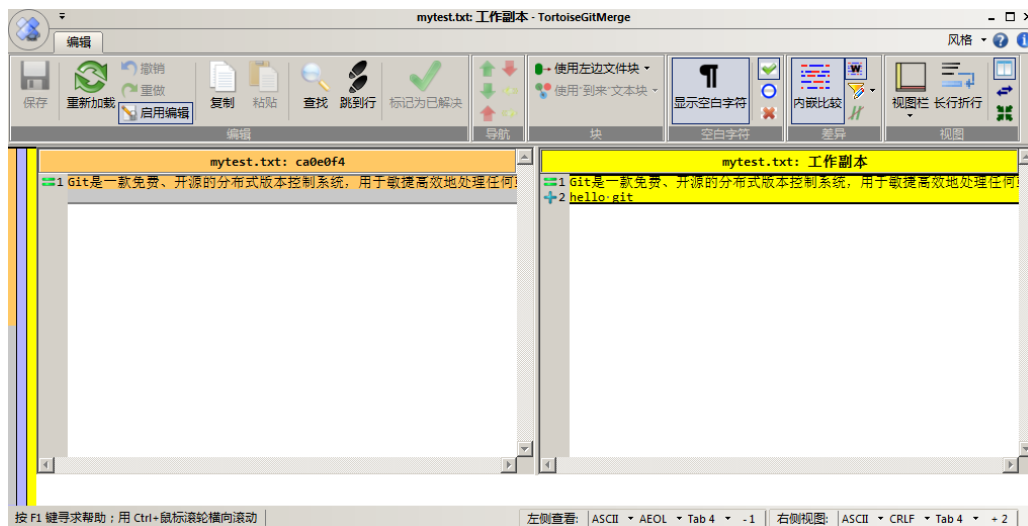 mytest.txt: 工作副本 - TortoiseGitMerge
编辑
风格
保存
重新加载
撤销
重做
启用编辑
复制
粘贴
查找
跳到行
标记为已解决
使用左边文件块
使用'到来'文本块
显示空白字符
内嵌比较
视图栏
长行折行
编辑
导航
块
空白字符
差异
视图
mytest.txt: ca0e0f4
mytest.txt: 工作副本
1 Git是一款免费、开源的分布式版本控制系统，用于敏捷高效地处理任何
1 Git是一款免费、开源的分布式版本控制系统，用于敏捷高效地处理任何
2 hello·git
按 F1 键寻求帮助；用 Ctrl+鼠标滚轮横向滚动
左侧查看: ASCII AEOL Tab 4 - 1
右侧视图: ASCII CRLF Tab 4 + 2